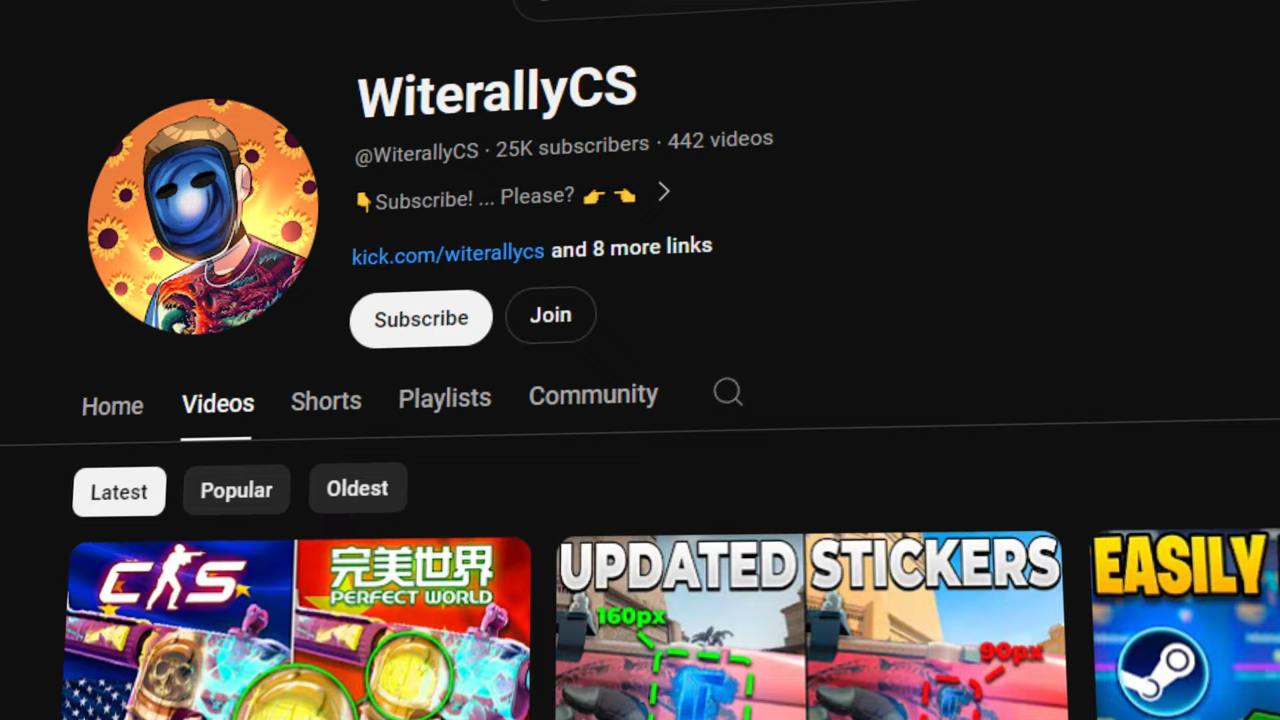 WiterallyCS
@WiterallyCS · 25K subscribers · 442 videos
👇Subscribe! ... Please? 👉 👈
kick.com/witerallycs and 8 more links
Subscribe Join
Home Videos Shorts Playlists Community
Latest Popular Oldest
CS
完美世界
PERFECT WORLD
UPDATED STICKERS
160px
90px
EASILY